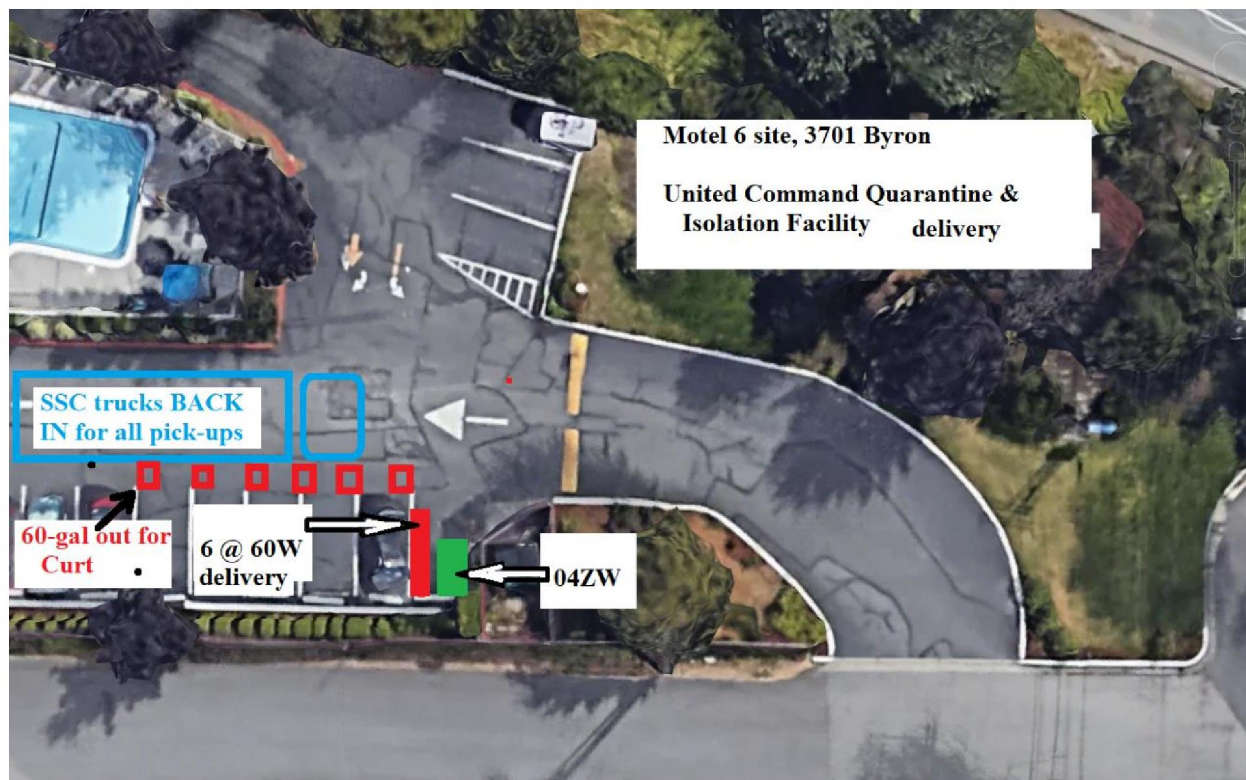 Motel 6 site, 3701 Byron
United Command Quarantine &
Isolation Facility delivery
SSC trucks BACK
IN for all pick-ups
60-gal out for
Curt
6 @ 60W
delivery
04ZW